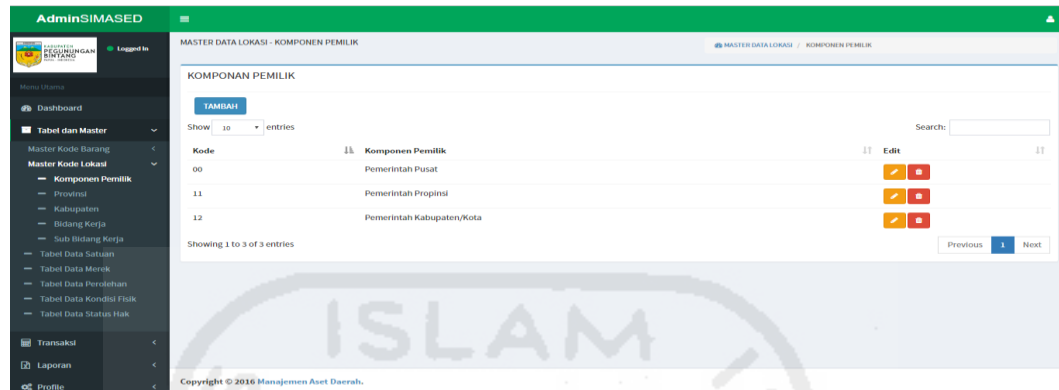 AdminSIMASED
KABUPATEN
PEGUNUNGAN
BINTANG
Logged In
Menu Utama
Dashboard
Tabel dan Master
Master Kode Barang
Master Kode Lokasi
Komponen Pemilik
Provinsi
Kabupaten
Bidang Kerja
Sub Bidang Kerja
Tabel Data Satuan
Tabel Data Merek
Tabel Data Perolehan
Tabel Data Kondisi Fisik
Tabel Data Status Hak
Transaksi
Laporan
Profile
MASTER DATA LOKASI - KOMPONEN PEMILIK
MASTER DATA LOKASI / KOMPONEN PEMILIK
KOMPONAN PEMILIK
TAMBAH
Show 10 entries
Search:
Kode Komponen Pemilik Edit
00 Pemerintah Pusat
11 Pemerintah Propinsi
12 Pemerintah Kabupaten/Kota
Showing 1 to 3 of 3 entries
Previous 1 Next
ISLAM
Copyright © 2016 Manajemen Aset Daerah.